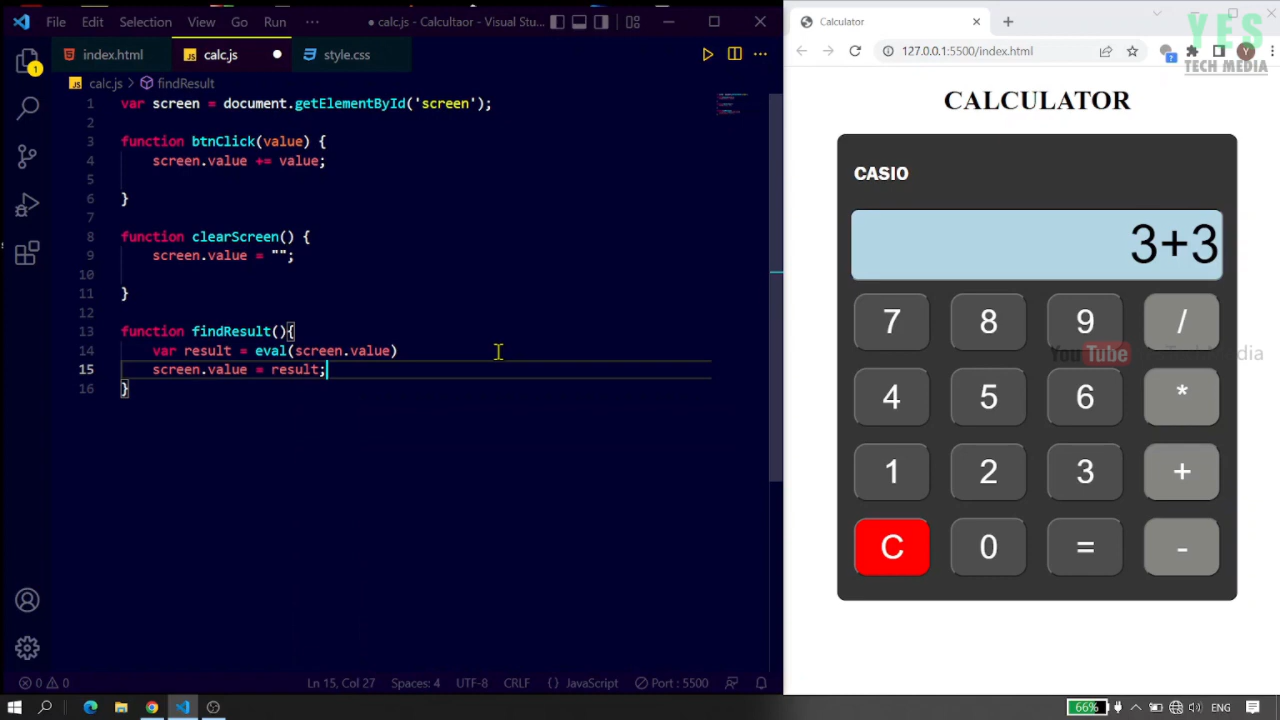 File Edit Selection View Go Run ··· ● calc.js - Calcultaor - Visual Stu...
index.html calc.js ● style.css
calc.js > findResult
1 var screen = document.getElementById('screen');
2
3 function btnClick(value) {
4 screen.value += value;
5
6 }
7
8 function clearScreen() {
9 screen.value = "";
10
11 }
12
13 function findResult(){
14 var result = eval(screen.value)
15 screen.value = result;
16 }
1
0 0 Ln 15, Col 27 Spaces: 4 UTF-8 CRLF {} JavaScript Port : 5500
Calculator
127.0.0.1:5500/index.html
Y
YES
TECH MEDIA
CALCULATOR
CASIO
3+3
7 8 9 /
YouTube
4 5 6 *
1 2 3 +
C 0 = -
66% ENG